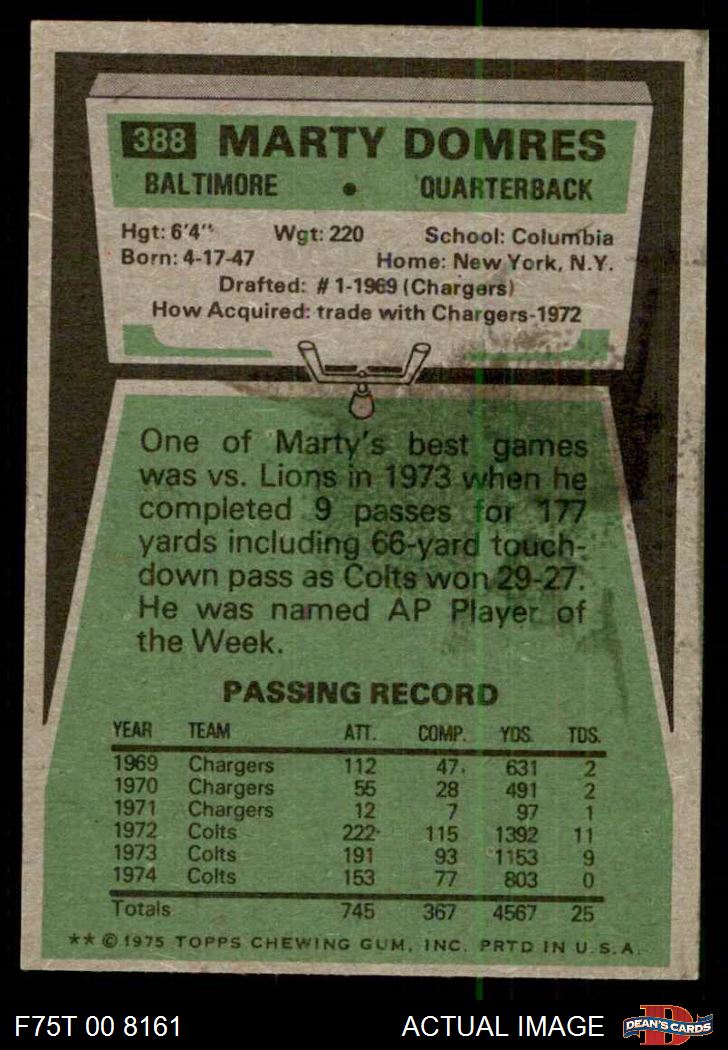 388 MARTY DOMRES
BALTIMORE • QUARTERBACK
Hgt: 6'4" Wgt: 220 School: Columbia
Born: 4-17-47 Home: New York, N.Y.
Drafted: #1-1969 (Chargers)
How Acquired: trade with Chargers-1972
One of Marty's best games
was vs. Lions in 1973 when he
completed 9 passes for 177
yards including 66-yard touch-
down pass as Colts won 29-27.
He was named AP Player of
the Week.
PASSING RECORD
YEAR TEAM ATT. COMP. YDS. TDS.
1969 Chargers 112 47 631 2
1970 Chargers 55 28 491 2
1971 Chargers 12 7 97 1
1972 Colts 222 115 1392 11
1973 Colts 191 93 1153 9
1974 Colts 153 77 803 0
Totals 745 367 4567 25
** © 1975 TOPPS CHEWING GUM, INC. PRTD IN U.S.A.
F75T 00 8161 ACTUAL IMAGE D DEAN'S CARDS